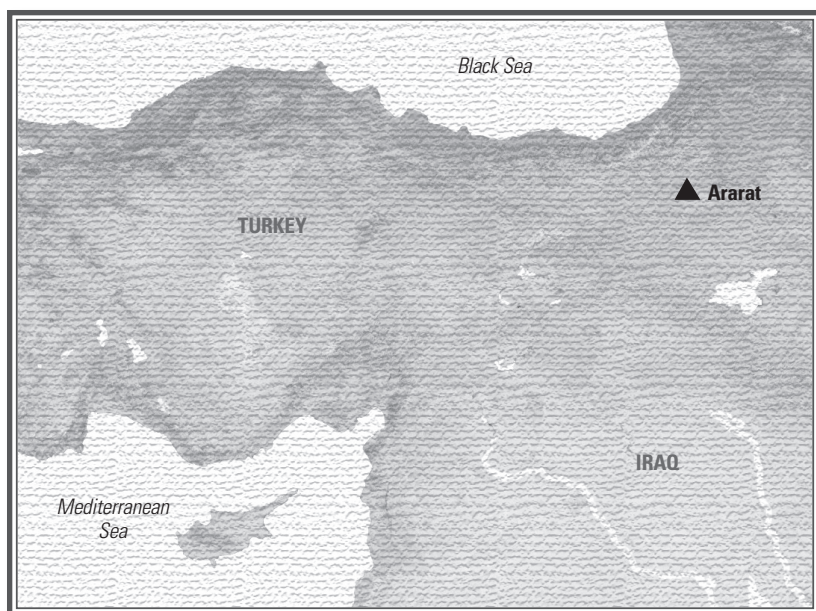 Black Sea
Ararat
TURKEY
IRAQ
Mediterranean
Sea